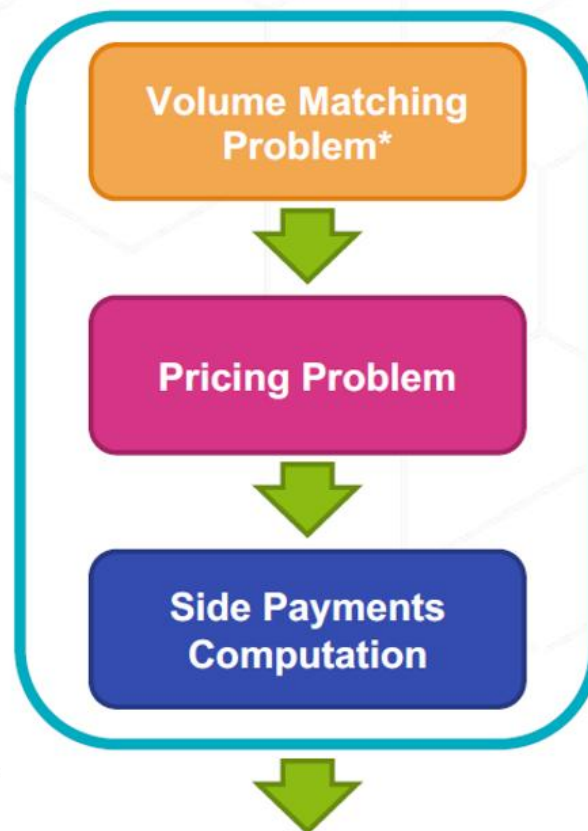 Volume Matching
Problem*
Pricing Problem
Side Payments
Computation